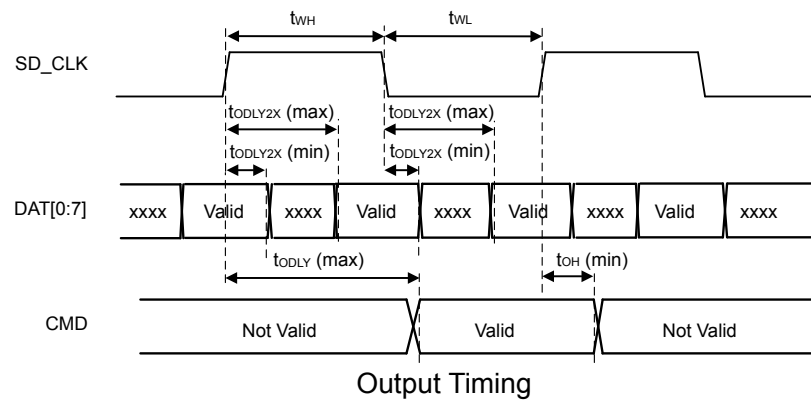 tWH
tWL
SD_CLK
tODLY2X (max)
tODLY2X (max)
tODLY2X (min)
tODLY2X (min)
DAT[0:7]
xxxx
Valid
xxxx
Valid
xxxx
Valid
xxxx
Valid
xxxx
tODLY (max)
tOH (min)
CMD
Not Valid
Valid
Not Valid
Output Timing